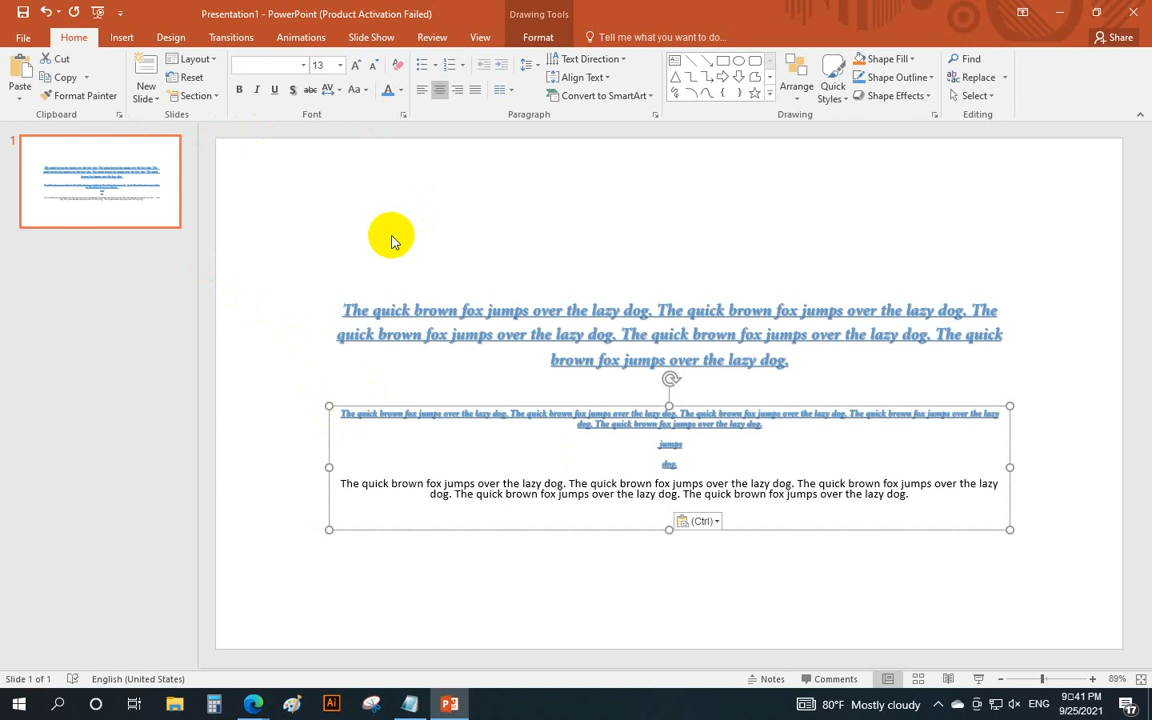 Presentation1 - PowerPoint (Product Activation Failed)
Drawing Tools
File
Home
Insert
Design
Transitions
Animations
Slide Show
Review
View
Format
Tell me what you want to do...
Share
Paste
Cut
Copy
Format Painter
Clipboard
New
Slide
Layout
Reset
Section
Slides
13
B I U S abc AV Aa A
Font
Text Direction
Align Text
Convert to SmartArt
Paragraph
Arrange
Quick
Styles
Shape Fill
Shape Outline
Shape Effects
Drawing
Find
Replace
Select
Editing
1
The quick brown fox jumps over the lazy dog. The quick brown fox jumps over the lazy dog. The
quick brown fox jumps over the lazy dog. The quick brown fox jumps over the lazy dog. The quick
brown fox jumps over the lazy dog.
The quick brown fox jumps over the lazy dog. The quick brown fox jumps over the lazy dog. The quick brown fox jumps over the lazy dog. The quick brown fox jumps over the lazy
dog. The quick brown fox jumps over the lazy dog.
jumps
dog.
The quick brown fox jumps over the lazy dog. The quick brown fox jumps over the lazy dog. The quick brown fox jumps over the lazy
dog. The quick brown fox jumps over the lazy dog. The quick brown fox jumps over the lazy dog.
(Ctrl)
Slide 1 of 1
English (United States)
Notes
Comments
89%
80°F Mostly cloudy
ENG
9:41 PM
9/25/2021
17